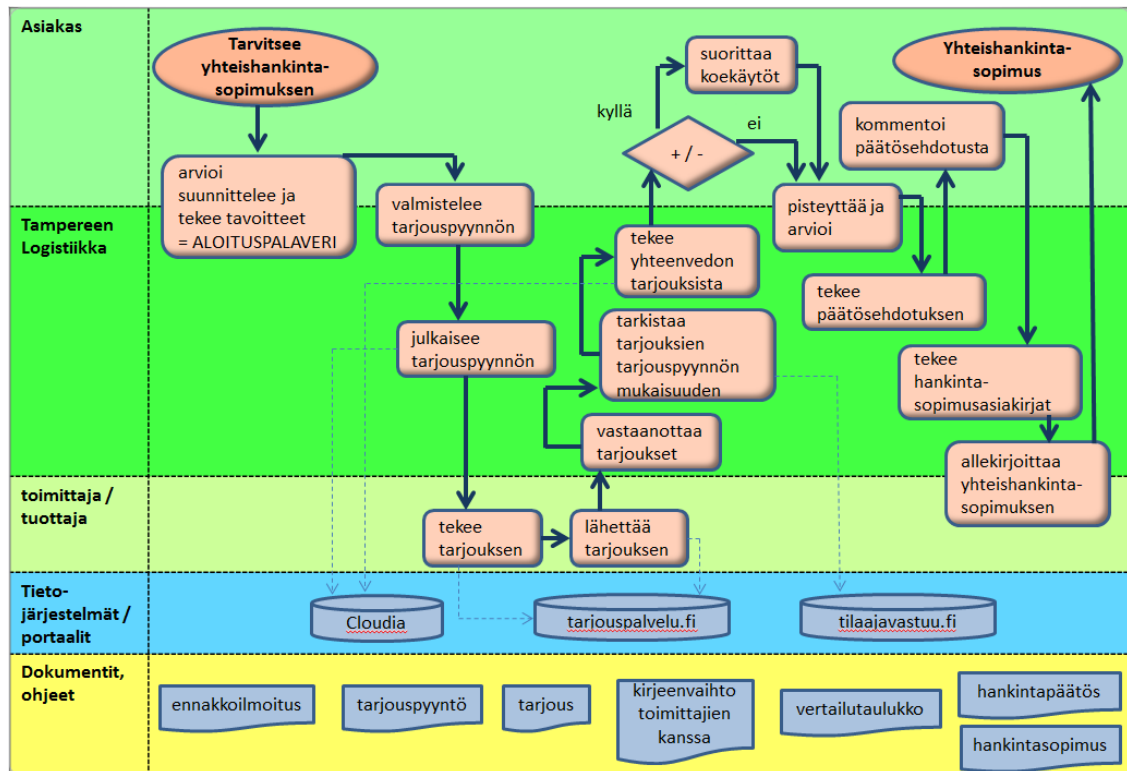 Asiakas
Tarvitsee
yhteishankinta-
sopimuksen
suorittaa
koekäytöt
Yhteishankinta-
sopimus
kyllä
ei
+ / -
kommentoi
päätösehdotusta
arvioi
suunnittelee ja
tekee tavoitteet
= ALOITUSPALAVERI
valmistelee
tarjouspyynnön
pisteyttää ja
arvioi
Tampereen
Logistiikka
tekee
yhteenvedon
tarjouksista
tekee
päätösehdotuksen
julkaisee
tarjouspyynnön
tarkistaa
tarjouksien
tarjouspyynnön
mukaisuuden
tekee
hankinta-
sopimusasiakirjat
vastaanottaa
tarjoukset
allekirjoittaa
yhteishankinta-
sopimuksen
toimittaja /
tuottaja
tekee
tarjouksen
lähettää
tarjouksen
Tieto-
järjestelmät /
portaalit
Cloudia
tarjouspalvelu.fi
tilaajavastuu.fi
Dokumentit,
ohjeet
ennakkoilmoitus
tarjouspyyntö
tarjous
kirjeenvaihto
toimittajien
kanssa
vertailutaulukko
hankintapäätös
hankintasopimus